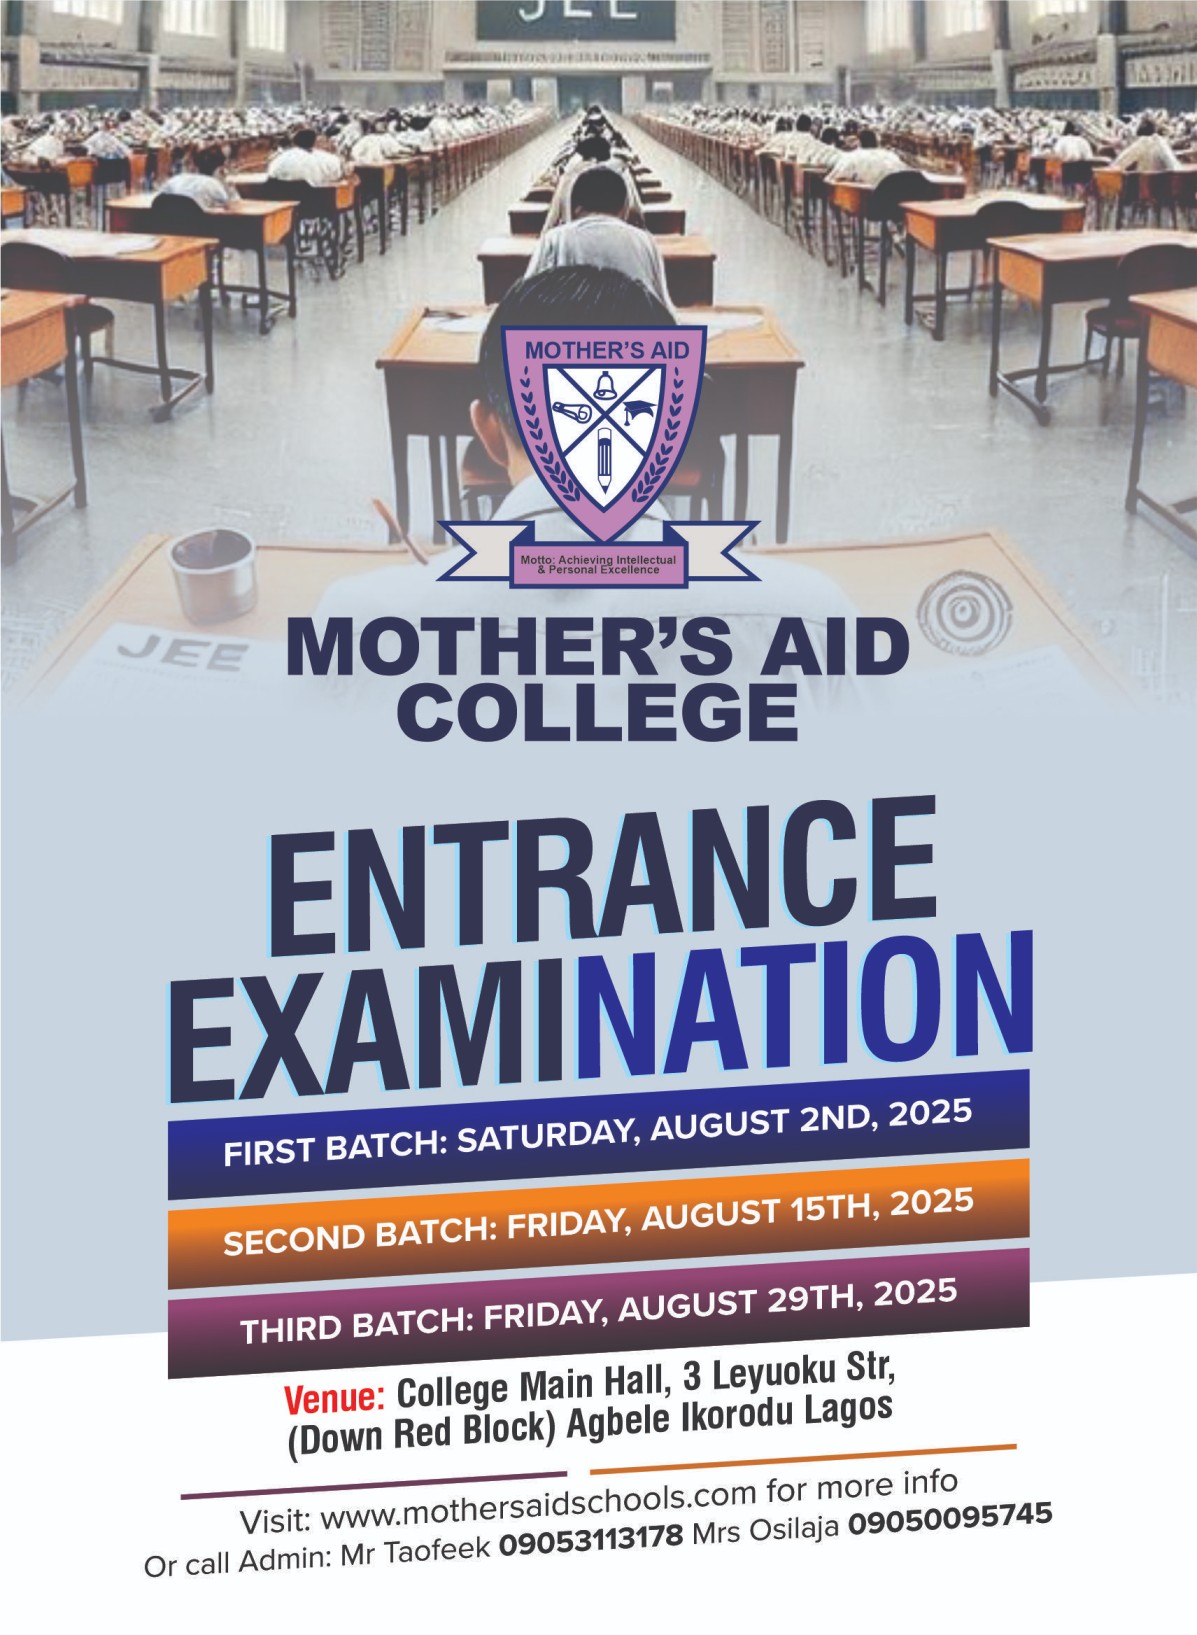 JEE
MOTHER'S AID
Motto: Achieving Intellectual
& Personal Excellence
JEE
MOTHER'S AID
COLLEGE
ENTRANCE
EXAMINATION
FIRST BATCH: SATURDAY, AUGUST 2ND, 2025
SECOND BATCH: FRIDAY, AUGUST 15TH, 2025
THIRD BATCH: FRIDAY, AUGUST 29TH, 2025
Venue: College Main Hall, 3 Leyuoku Str,
(Down Red Block) Agbele Ikorodu Lagos
Visit: www.mothersaidschools.com for more info
Or call Admin: Mr Taofeek 09053113178 Mrs Osilaja 09050095745